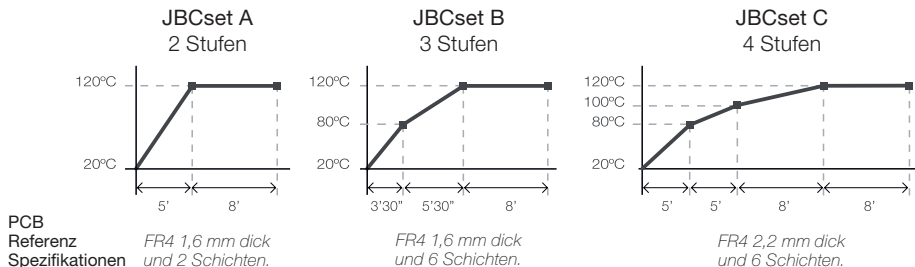 JBCset A
2 Stufen
120ºC
20ºC
5’
8’
JBCset B
3 Stufen
120ºC
80ºC
20ºC
3’30”
5’30”
8’
JBCset C
4 Stufen
120ºC
100ºC
80ºC
20ºC
5’
5’
8’
8’
PCB
Referenz
Spezifikationen
FR4 1,6 mm dick
und 2 Schichten.
FR4 1,6 mm dick
und 6 Schichten.
FR4 2,2 mm dick
und 6 Schichten.